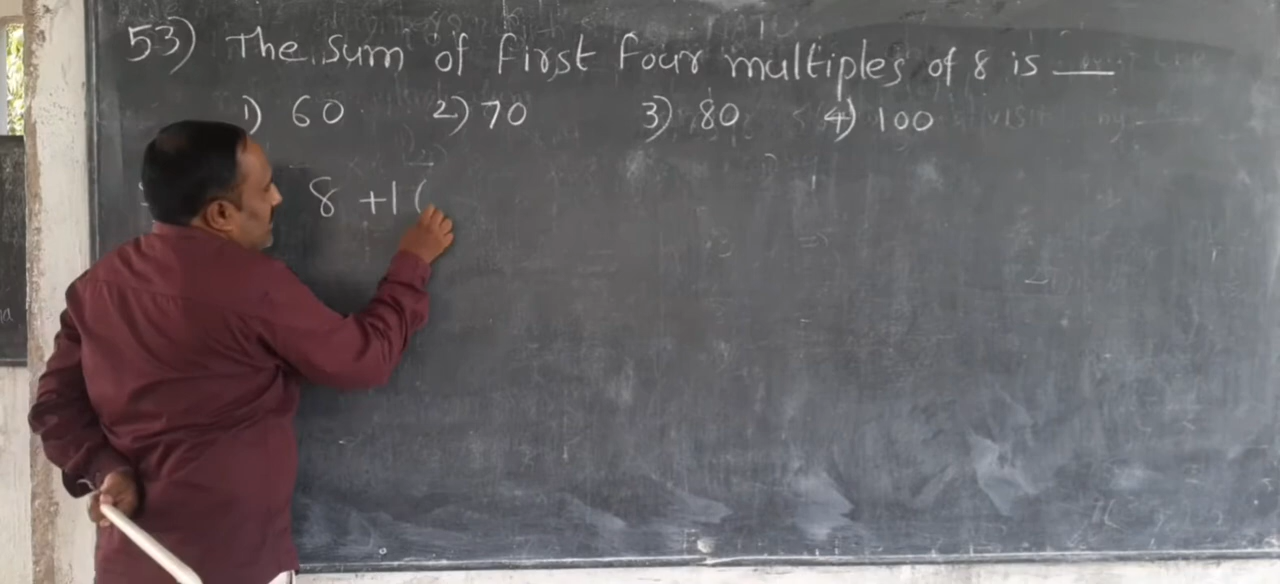 53) The sum of first four multiples of 8 is ___
1) 60 2) 70 3) 80 4) 100
8 + 1